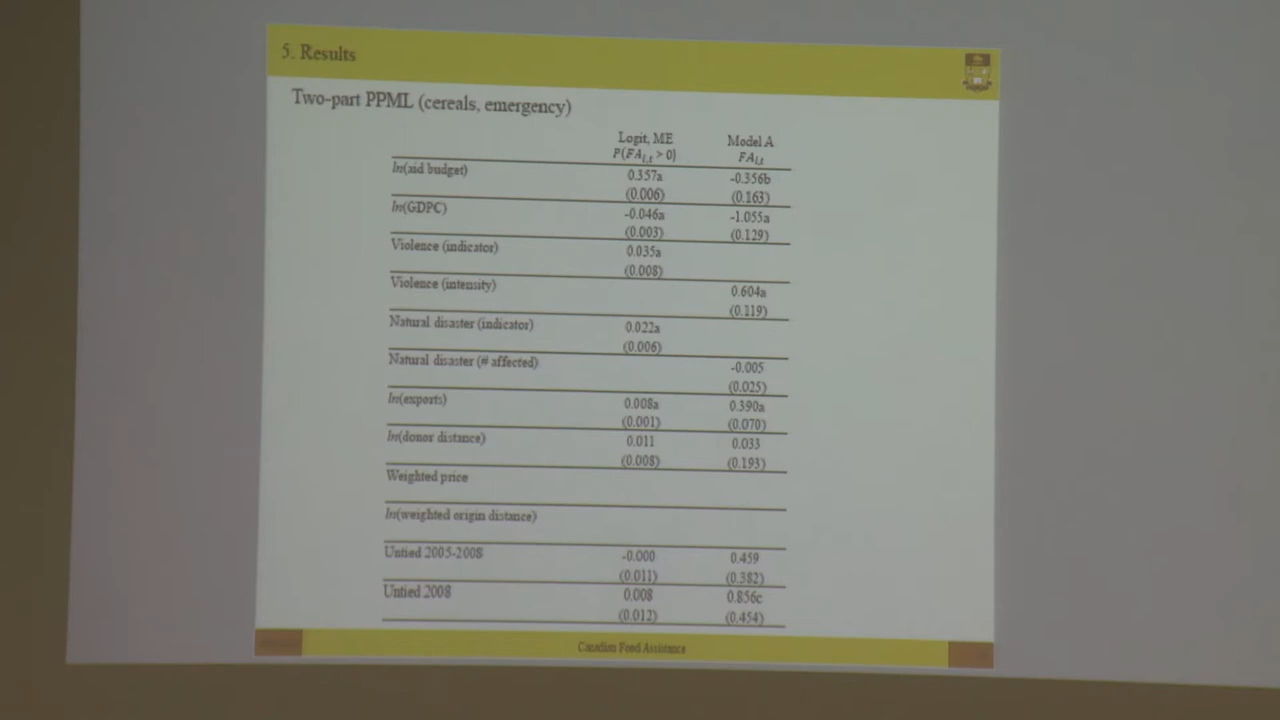 5. Results
Two-part PPML (cereals, emergency)
Logit, ME Model A
P(FAi,t > 0) FAi,t
ln(aid budget) 0.357a -0.356b
(0.006) (0.163)
ln(GDPC) -0.046a -1.055a
(0.003) (0.129)
Violence (indicator) 0.035a
(0.008)
Violence (intensity) 0.604a
(0.119)
Natural disaster (indicator) 0.022a
(0.006)
Natural disaster (# affected) -0.005
(0.025)
ln(exports) 0.008a 0.390a
(0.001) (0.070)
ln(donor distance) 0.011 0.033
(0.008) (0.193)
Weighted price
ln(weighted origin distance)
Untied 2005-2008 -0.000 0.459
(0.011) (0.382)
Untied 2008 0.008 0.856c
(0.012) (0.454)
Canadian Food Assistance